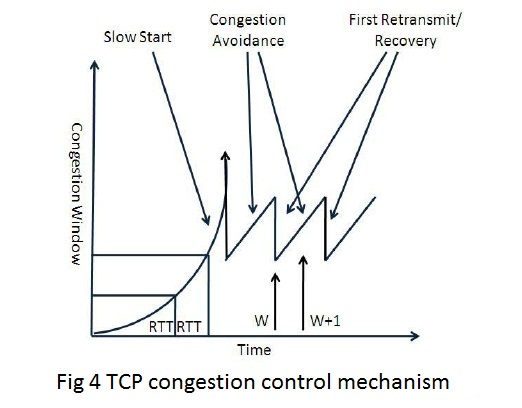 Slow Start
Congestion
Avoidance
First Retransmit/
Recovery
Congestion Window
RTT
RTT
W
W+1
Time
Fig 4 TCP congestion control mechanism